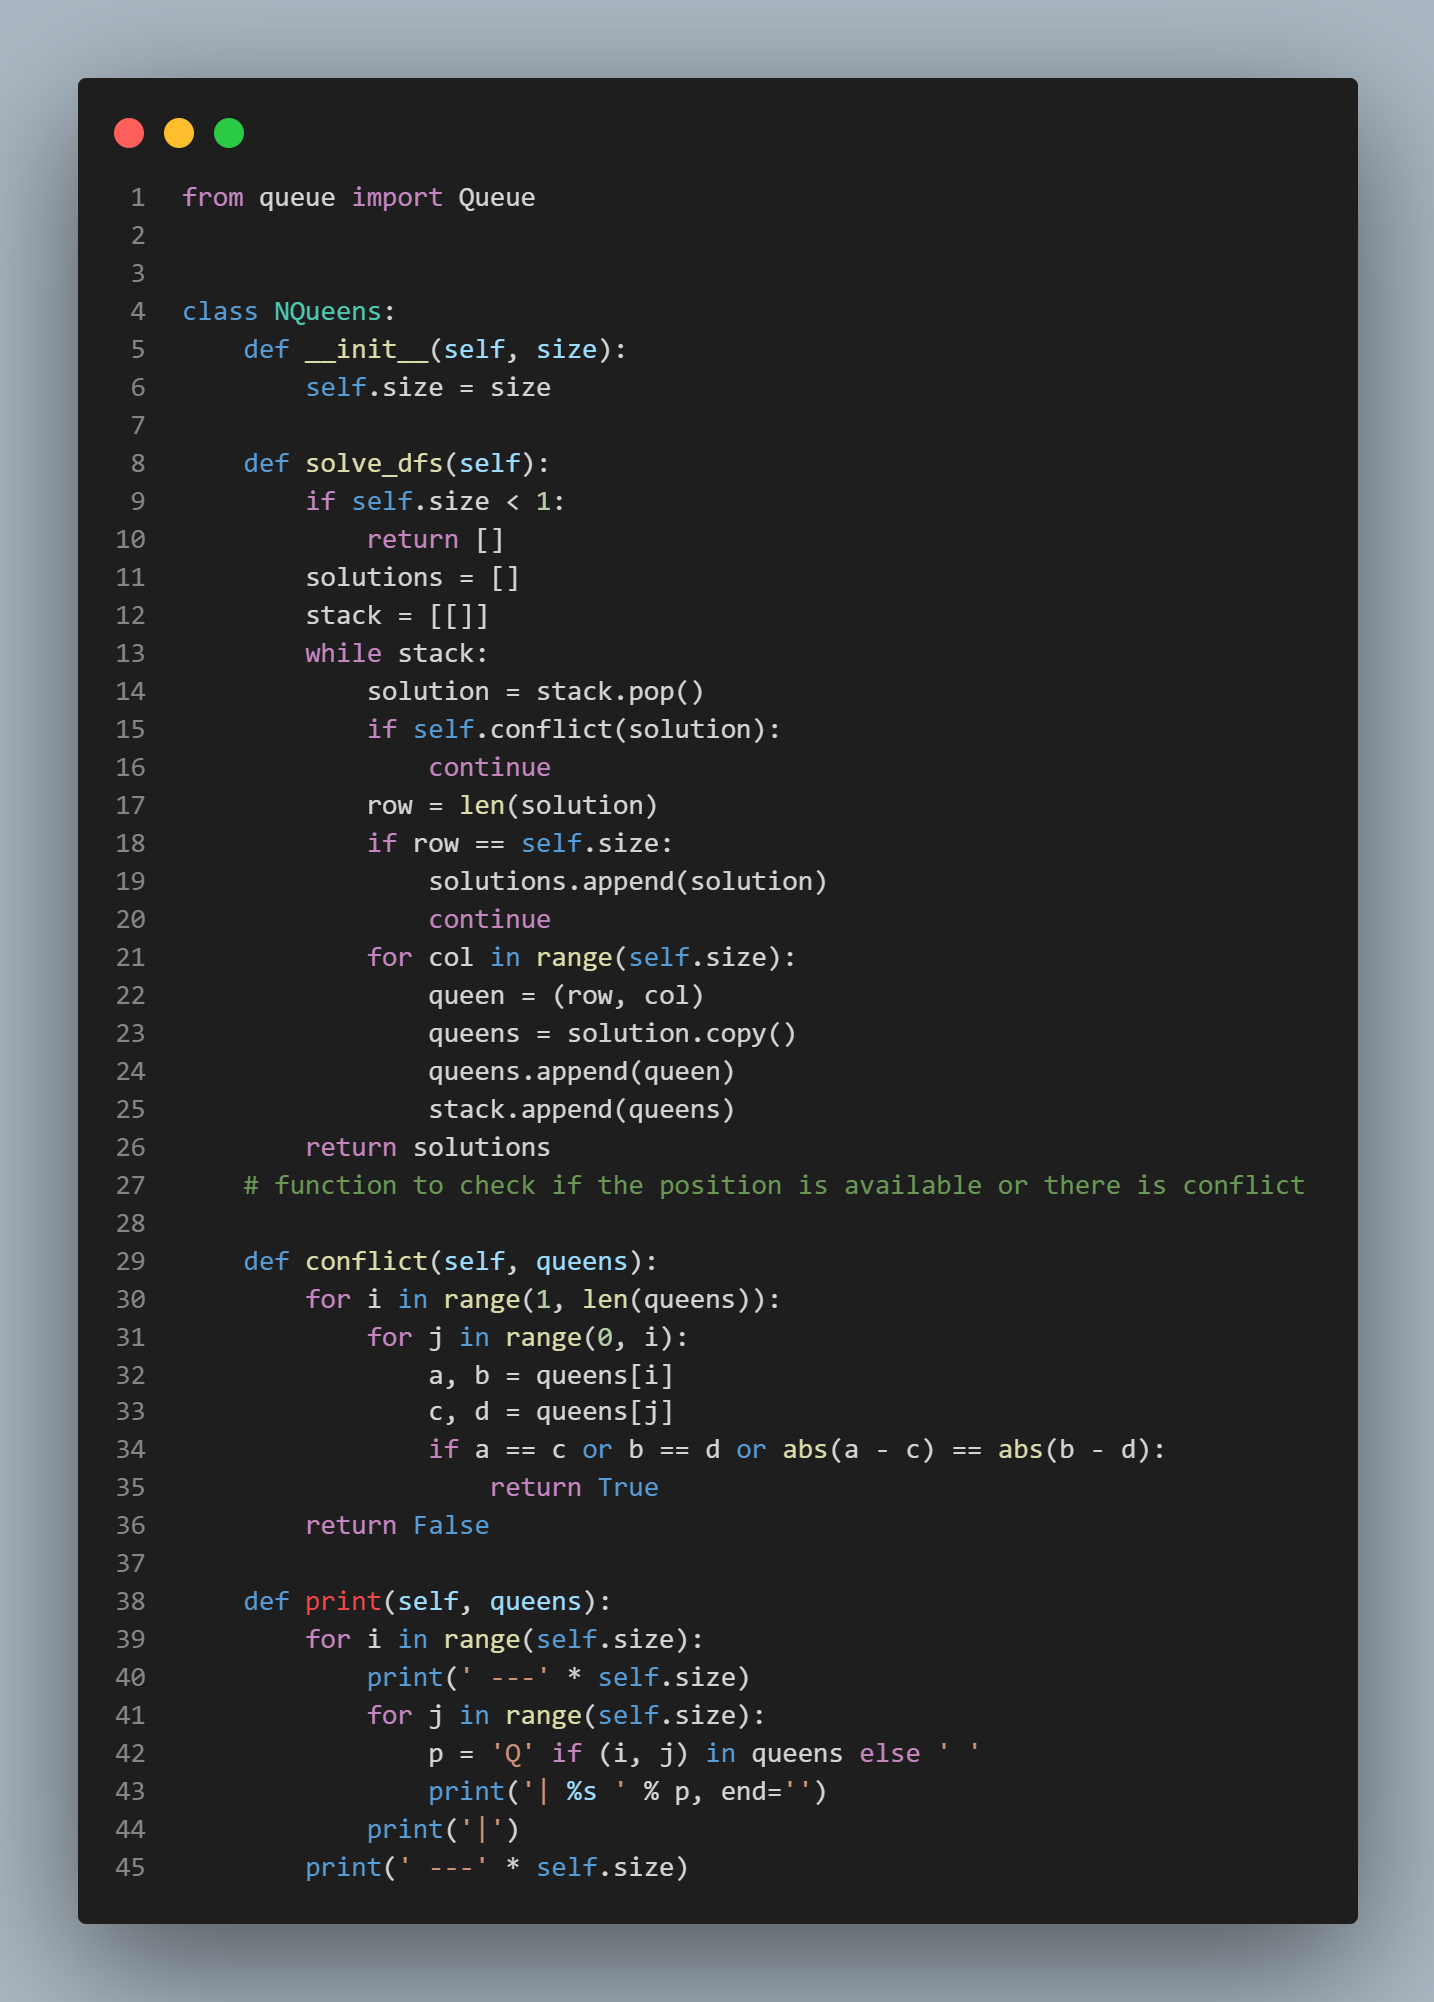 1 from queue import Queue
2
3
4 class NQueens:
5     def __init__(self, size):
6         self.size = size
7
8     def solve_dfs(self):
9         if self.size < 1:
10             return []
11         solutions = []
12         stack = [[]]
13         while stack:
14             solution = stack.pop()
15             if self.conflict(solution):
16                 continue
17             row = len(solution)
18             if row == self.size:
19                 solutions.append(solution)
20                 continue
21             for col in range(self.size):
22                 queen = (row, col)
23                 queens = solution.copy()
24                 queens.append(queen)
25                 stack.append(queens)
26         return solutions
27     # function to check if the position is available or there is conflict
28
29     def conflict(self, queens):
30         for i in range(1, len(queens)):
31             for j in range(0, i):
32                 a, b = queens[i]
33                 c, d = queens[j]
34                 if a == c or b == d or abs(a - c) == abs(b - d):
35                     return True
36         return False
37
38     def print(self, queens):
39         for i in range(self.size):
40             print(' ---' * self.size)
41             for j in range(self.size):
42                 p = 'Q' if (i, j) in queens else ' '
43                 print('| %s ' % p, end='')
44             print('|')
45         print(' ---' * self.size)